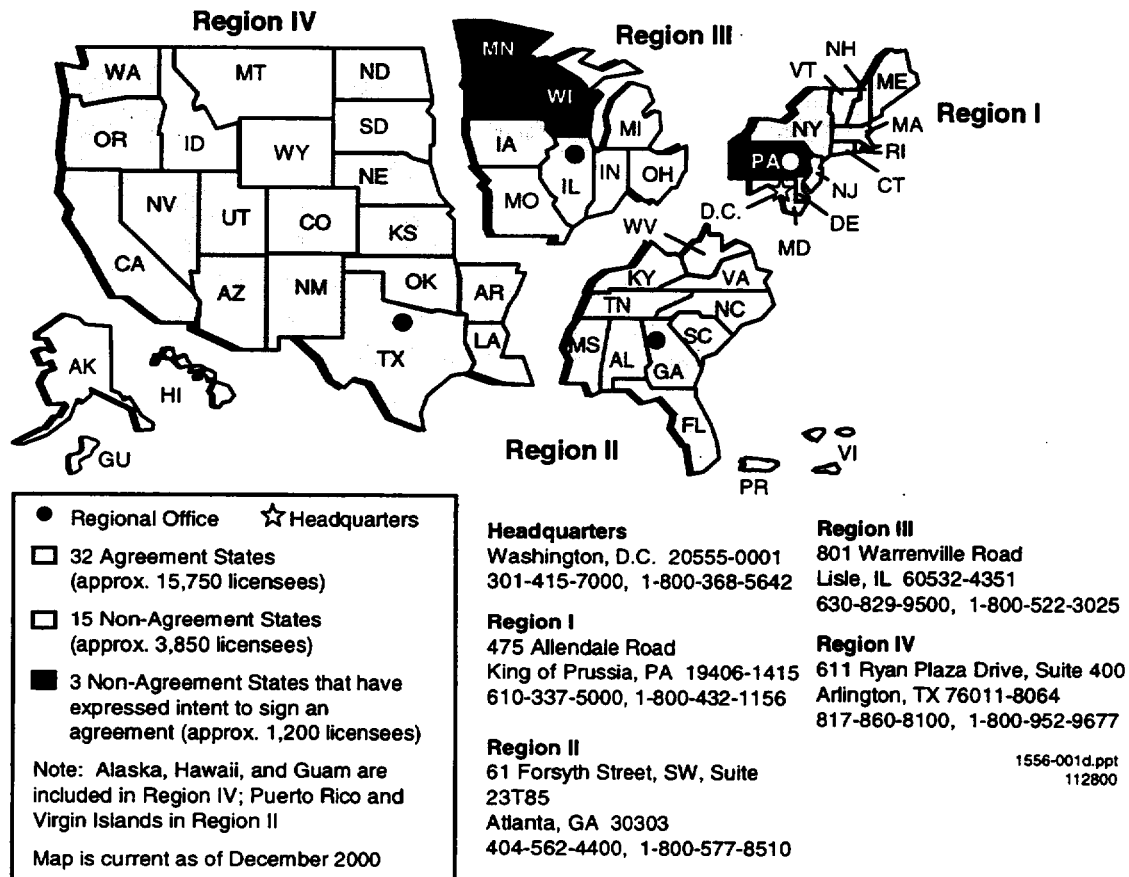 Region IV
Region III
Region I
Region II
WA
MT
ND
OR
ID
SD
WY
NE
NV
UT
CO
KS
CA
AZ
NM
OK
AR
TX
LA
AK
HI
GU
MN
WI
IA
MI
IL
IN
OH
MO
NH
VT
ME
NY
MA
RI
PA
CT
NJ
D.C.
DE
MD
WV
KY
VA
TN
NC
SC
MS
AL
GA
FL
PR
VI
Regional Office
Headquarters
32 Agreement States
(approx. 15,750 licensees)
15 Non-Agreement States
(approx. 3,850 licensees)
3 Non-Agreement States that have
expressed intent to sign an
agreement (approx. 1,200 licensees)
Note: Alaska, Hawaii, and Guam are
included in Region IV; Puerto Rico and
Virgin Islands in Region II
Map is current as of December 2000
Headquarters
Washington, D.C. 20555-0001
301-415-7000, 1-800-368-5642
Region I
475 Allendale Road
King of Prussia, PA 19406-1415
610-337-5000, 1-800-432-1156
Region II
61 Forsyth Street, SW, Suite
23T85
Atlanta, GA 30303
404-562-4400, 1-800-577-8510
Region III
801 Warrenville Road
Lisle, IL 60532-4351
630-829-9500, 1-800-522-3025
Region IV
611 Ryan Plaza Drive, Suite 400
Arlington, TX 76011-8064
817-860-8100, 1-800-952-9677
1556-001d.ppt
112800